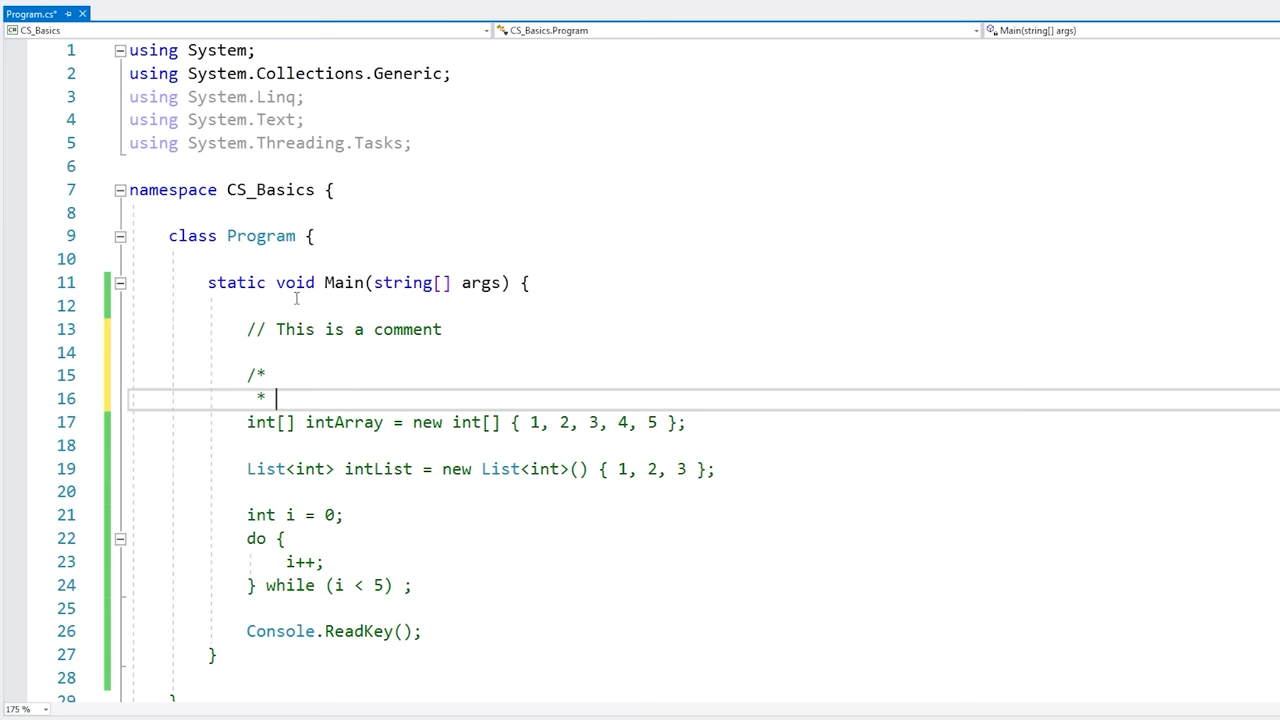 Program.cs*
CS_Basics CS_Basics.Program Main(string[] args)
1 using System;
2 using System.Collections.Generic;
3 using System.Linq;
4 using System.Text;
5 using System.Threading.Tasks;
6
7 namespace CS_Basics {
8
9 class Program {
10
11 static void Main(string[] args) {
12
13 // This is a comment
14
15 /*
16 *
17 int[] intArray = new int[] { 1, 2, 3, 4, 5 };
18
19 List<int> intList = new List<int>() { 1, 2, 3 };
20
21 int i = 0;
22 do {
23 i++;
24 } while (i < 5) ;
25
26 Console.ReadKey();
27 }
28
29 }
175 %